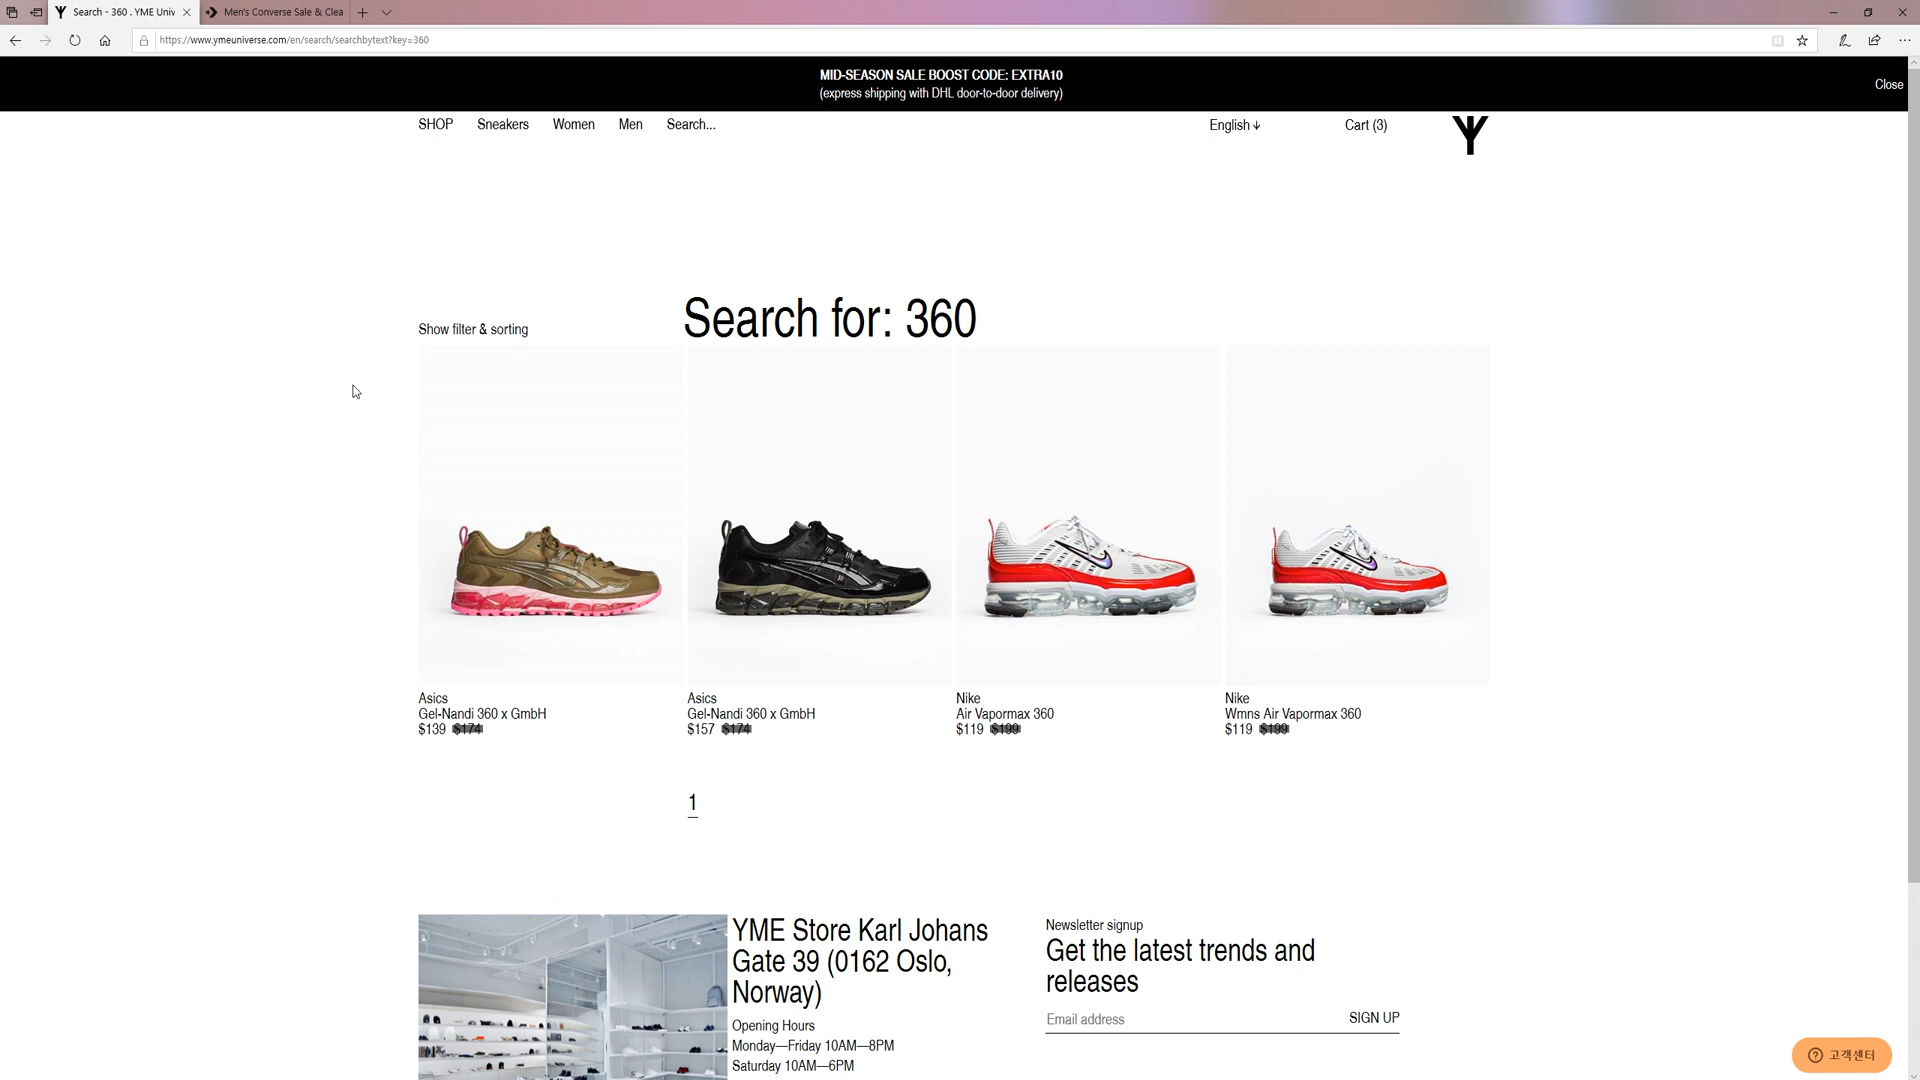 Search - 360 . YME Univ
Men's Converse Sale & Clea
https://www.ymeuniverse.com/en/search/searchbytext?key=360
MID-SEASON SALE BOOST CODE: EXTRA10
(express shipping with DHL door-to-door delivery)
Close
SHOP Sneakers Women Men Search...
English
Cart (3)
Show filter & sorting
Search for: 360
Asics
Gel-Nandi 360 x GmbH
$139 $174
Asics
Gel-Nandi 360 x GmbH
$157 $174
Nike
Air Vapormax 360
$119 $199
Nike
Wmns Air Vapormax 360
$119 $199
1
YME Store Karl Johans
Gate 39 (0162 Oslo,
Norway)
Opening Hours
Monday—Friday 10AM—8PM
Saturday 10AM—6PM
Newsletter signup
Get the latest trends and
releases
Email address
SIGN UP
고객센터